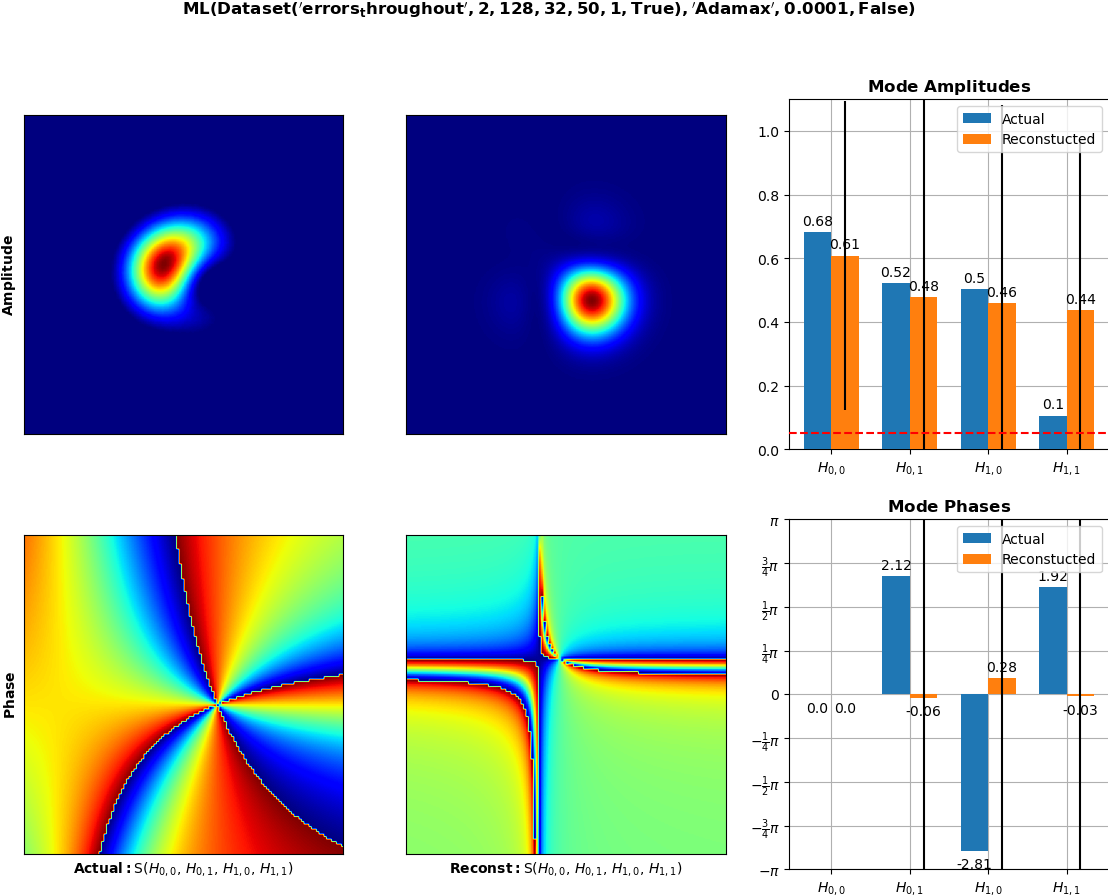 ML(Dataset('errors_throughout', 2, 128, 32, 50, 1, True), 'Adamax', 0.0001, False)
Amplitude
Mode Amplitudes
Actual
Reconstucted
1.0
0.8
0.6
0.4
0.2
0.0
0.68
0.61
0.52
0.48
0.5
0.46
0.1
0.44
H0,0
H0,1
H1,0
H1,1
Phase
Actual: S(H0,0, H0,1, H1,0, H1,1)
Reconst: S(H0,0, H0,1, H1,0, H1,1)
Mode Phases
Actual
Reconstucted
π
3/4π
1/2π
1/4π
0
−1/4π
−1/2π
−3/4π
−π
0.0
0.0
2.12
-0.06
-2.81
0.28
1.92
-0.03
H0,0
H0,1
H1,0
H1,1